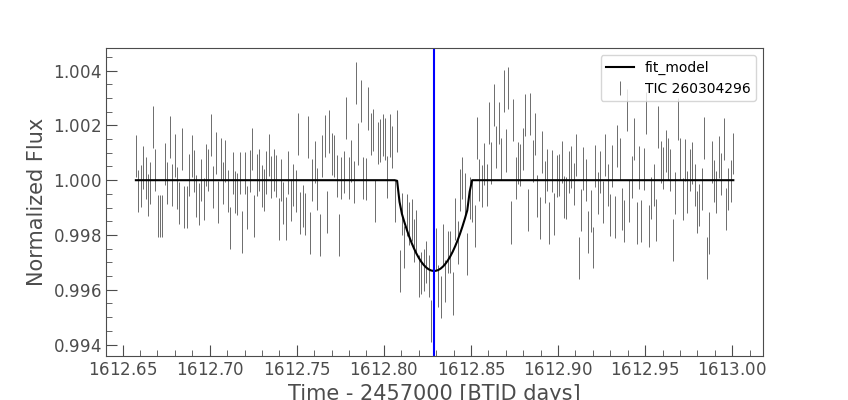 1.004
1.002
1.000
0.998
0.996
0.994
Normalized Flux
fit_model
TIC 260304296
1612.65 1612.70 1612.75 1612.80 1612.85 1612.90 1612.95 1613.00
Time - 2457000 [BTJD days]